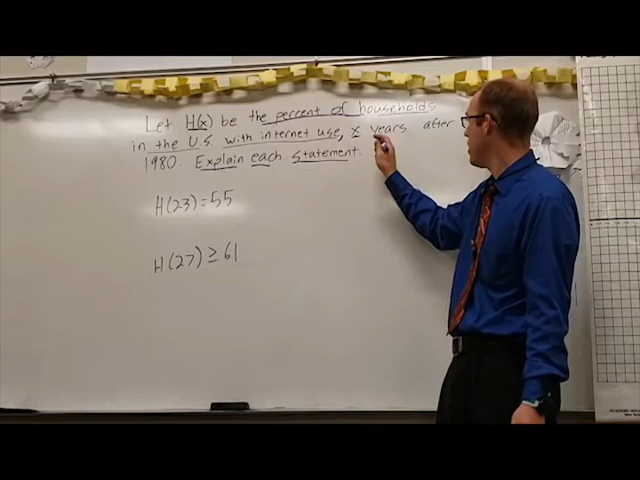 Let H(x) be the percent of households
in the U.S. with internet use, x years after
1980. Explain each statement.
H(23)=55
H(27) ≥ 61